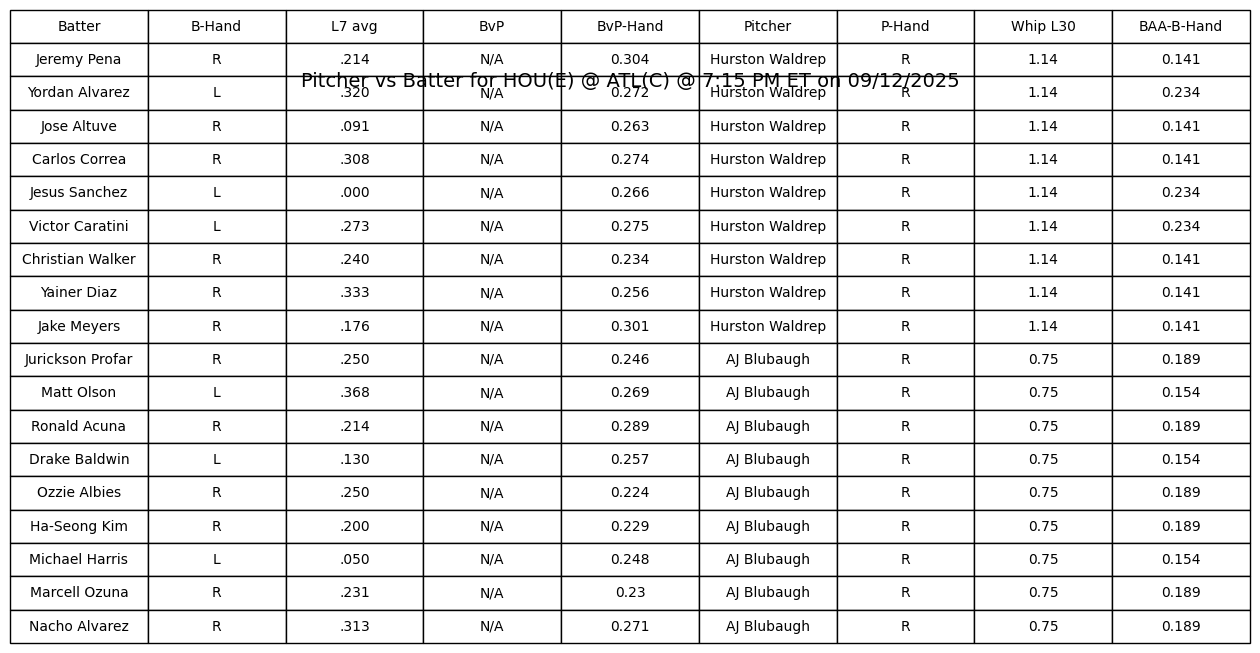 Batter B-Hand L7 avg BvP BvP-Hand Pitcher P-Hand Whip L30 BAA-B-Hand
Jeremy Pena R .214 N/A 0.304 Hurston Waldrep R 1.14 0.141
Pitcher vs Batter for HOU(E) @ ATL(C) @ 7:15 PM ET on 09/12/2025
Yordan Alvarez L .320 N/A 0.272 Hurston Waldrep R 1.14 0.234
Jose Altuve R .091 N/A 0.263 Hurston Waldrep R 1.14 0.141
Carlos Correa R .308 N/A 0.274 Hurston Waldrep R 1.14 0.141
Jesus Sanchez L .000 N/A 0.266 Hurston Waldrep R 1.14 0.234
Victor Caratini L .273 N/A 0.275 Hurston Waldrep R 1.14 0.234
Christian Walker R .240 N/A 0.234 Hurston Waldrep R 1.14 0.141
Yainer Diaz R .333 N/A 0.256 Hurston Waldrep R 1.14 0.141
Jake Meyers R .176 N/A 0.301 Hurston Waldrep R 1.14 0.141
Jurickson Profar R .250 N/A 0.246 AJ Blubaugh R 0.75 0.189
Matt Olson L .368 N/A 0.269 AJ Blubaugh R 0.75 0.154
Ronald Acuna R .214 N/A 0.289 AJ Blubaugh R 0.75 0.189
Drake Baldwin L .130 N/A 0.257 AJ Blubaugh R 0.75 0.154
Ozzie Albies R .250 N/A 0.224 AJ Blubaugh R 0.75 0.189
Ha-Seong Kim R .200 N/A 0.229 AJ Blubaugh R 0.75 0.189
Michael Harris L .050 N/A 0.248 AJ Blubaugh R 0.75 0.154
Marcell Ozuna R .231 N/A 0.23 AJ Blubaugh R 0.75 0.189
Nacho Alvarez R .313 N/A 0.271 AJ Blubaugh R 0.75 0.189